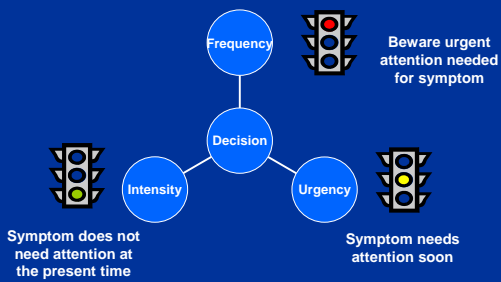 Frequency
Beware urgent
attention needed
for symptom
Decision
Intensity
Urgency
Symptom does not
need attention at
the present time
Symptom needs
attention soon